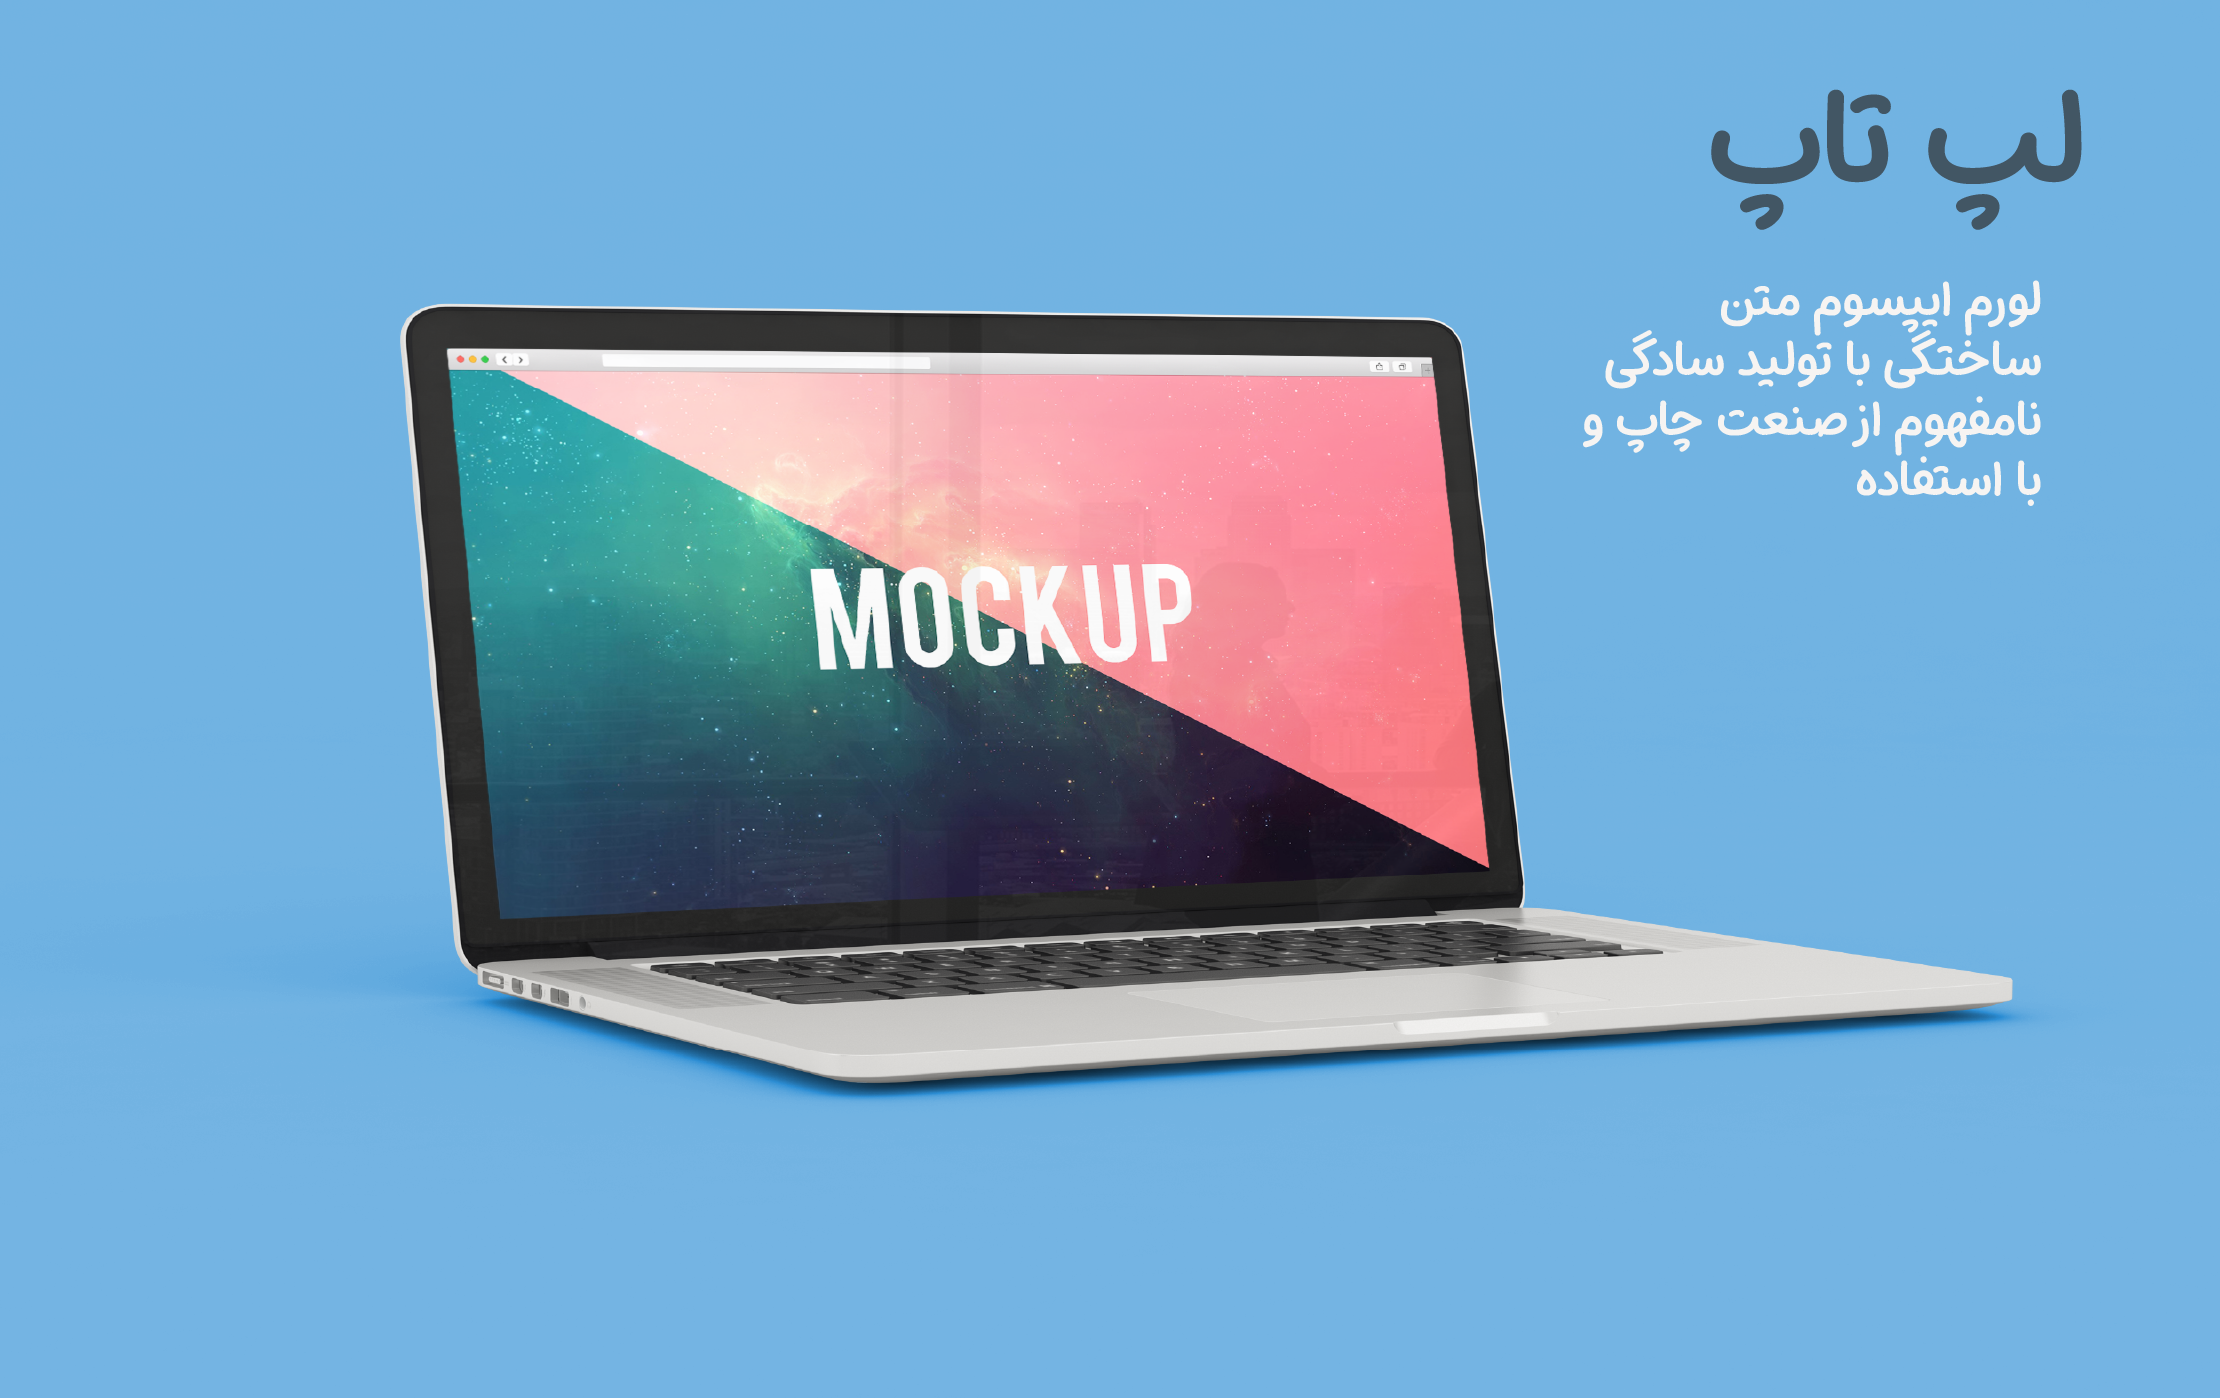 لپ تاپ
لورم ایپسوم متن
ساختگی با تولید سادگی
نامفهوم از صنعت چاپ و
با استفاده
MOCKUP